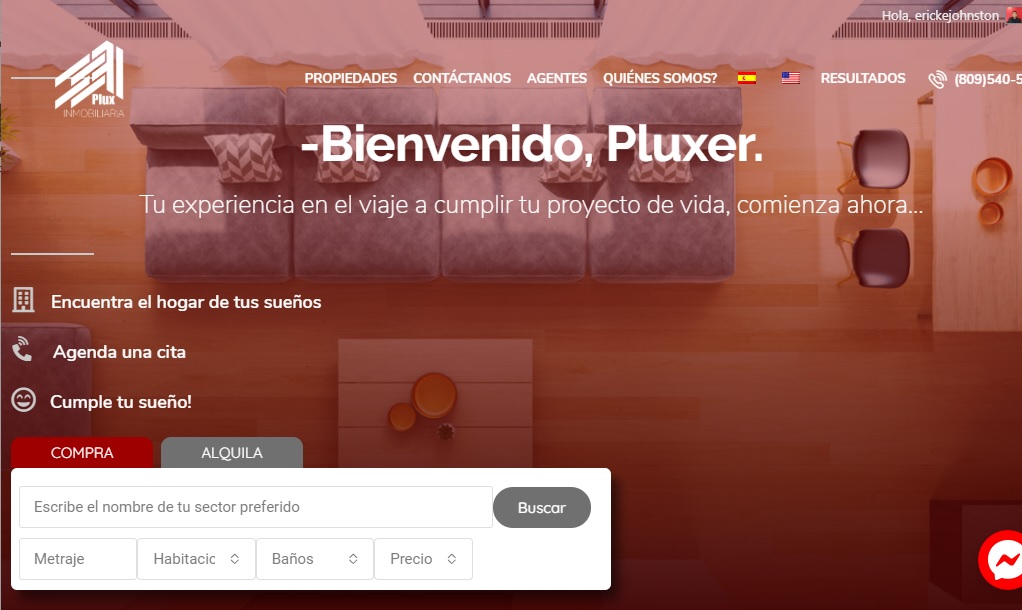 Hola, erickejohnston
PROPIEDADES CONTÁCTANOS AGENTES QUIÉNES SOMOS? RESULTADOS (809)540-5
Plux
INMOBILIARIA
-Bienvenido, Pluxer.
Tu experiencia en el viaje a cumplir tu proyecto de vida, comienza ahora...
Encuentra el hogar de tus sueños
Agenda una cita
Cumple tu sueño!
COMPRA ALQUILA
Escribe el nombre de tu sector preferido Buscar
Metraje Habitacic Baños Precio